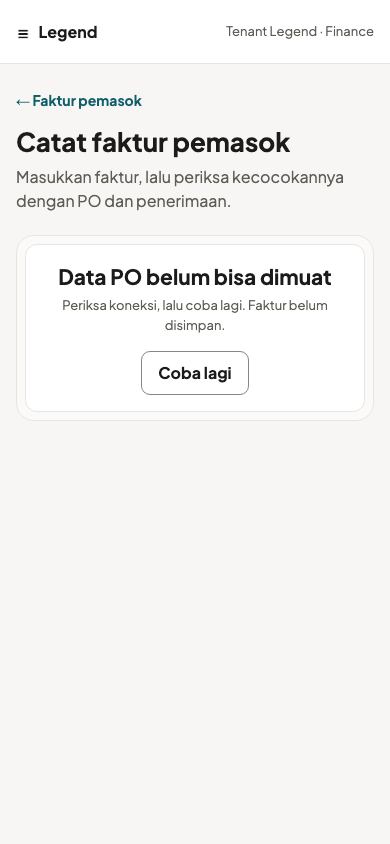 ≡ Legend
Tenant Legend · Finance
← Faktur pemasok
Catat faktur pemasok
Masukkan faktur, lalu periksa kecocokannya
dengan PO dan penerimaan.
Data PO belum bisa dimuat
Periksa koneksi, lalu coba lagi. Faktur belum
disimpan.
Coba lagi